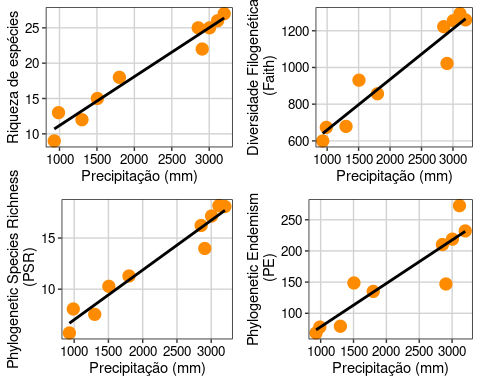 Riqueza de espécies
25
20
15
10
1000 1500 2000 2500 3000
Precipitação (mm)
Diversidade Filogenética
(Faith)
1200
1000
800
600
1000 1500 2000 2500 3000
Precipitação (mm)
Phylogenetic Species Richness
(PSR)
15
10
1000 1500 2000 2500 3000
Precipitação (mm)
Phylogenetic Endemism
(PE)
250
200
150
100
1000 1500 2000 2500 3000
Precipitação (mm)